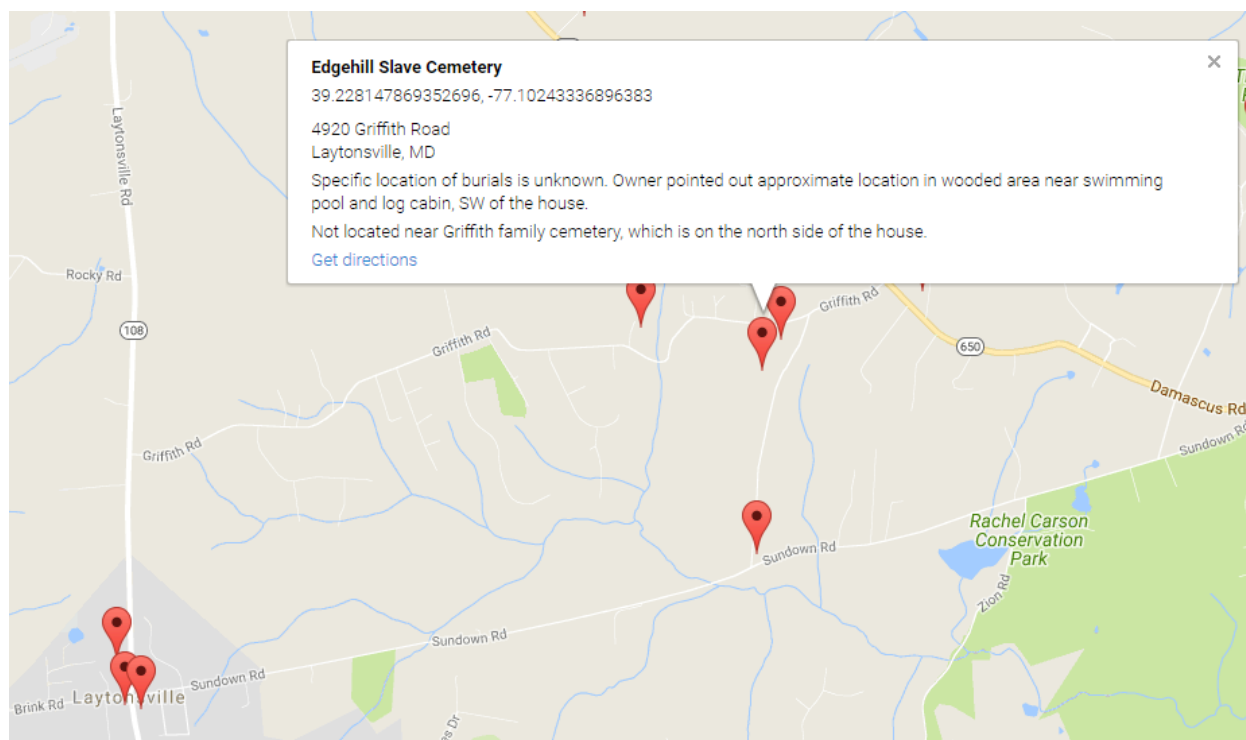 Edgehill Slave Cemetery
39.228147869352696, -77.10243336896383
4920 Griffith Road
Laytonsville, MD
Specific location of burials is unknown. Owner pointed out approximate location in wooded area near swimming
pool and log cabin, SW of the house.
Not located near Griffith family cemetery, which is on the north side of the house.
Get directions
Laytonsville Rd
Rocky Rd
108
Griffith Rd
Griffith Rd
Griffith Rd
650
Damascus Rd
Sundown Rd
Rachel Carson
Conservation
Park
Sundown Rd
Zion Rd
Sundown Rd
Sundown Rd
Brink Rd
Laytonsville
es Dr